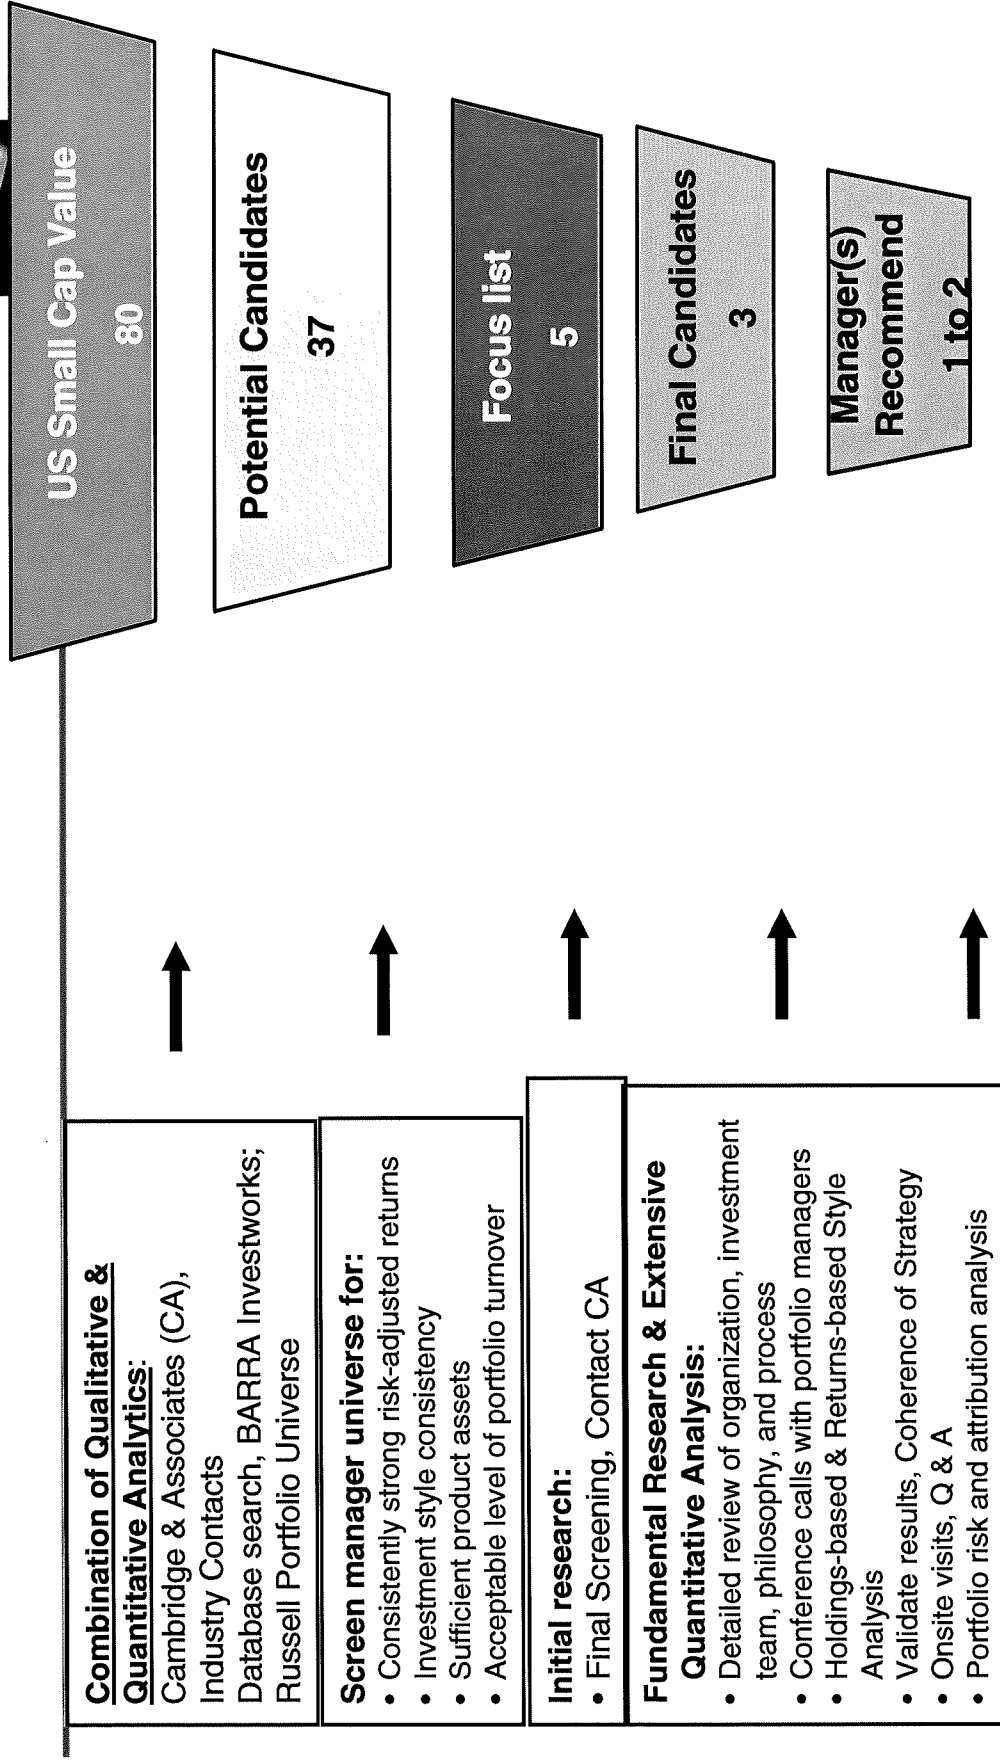 Combination of Qualitative &
Quantitative Analytics:
Cambridge & Associates (CA),
Industry Contacts
Database search, BARRA Investworks;
Russell Portfolio Universe
Screen manager universe for:
• Consistently strong risk-adjusted returns
• Investment style consistency
• Sufficient product assets
• Acceptable level of portfolio turnover
Initial research:
• Final Screening, Contact CA
Fundamental Research & Extensive
Quantitative Analysis:
• Detailed review of organization, investment
team, philosophy, and process
• Conference calls with portfolio managers
• Holdings-based & Returns-based Style
Analysis
• Validate results, Coherence of Strategy
• Onsite visits, Q & A
• Portfolio risk and attribution analysis
US Small Cap Value
80
Potential Candidates
37
Focus list
5
Final Candidates
3
Manager(s)
Recommend
1 to 2